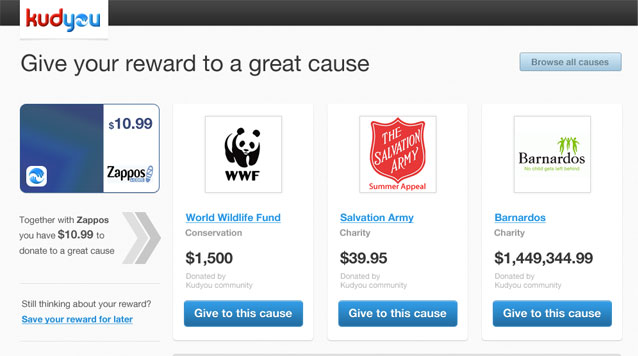 kudyou
Give your reward to a great cause
Browse all causes
$10.99
Zappos
Together with Zappos
you have $10.99 to
donate to a great cause
Still thinking about your reward?
Save your reward for later
WWF
World Wildlife Fund
Conservation
$1,500
Donated by
Kudyou community
Give to this cause
THE
SALVATION
ARMY
Summer Appeal
Salvation Army
Charity
$39.95
Donated by
Kudyou community
Give to this cause
Barnardos
No child gets left behind
Barnardos
Charity
$1,449,344.99
Donated by
Kudyou community
Give to this cause